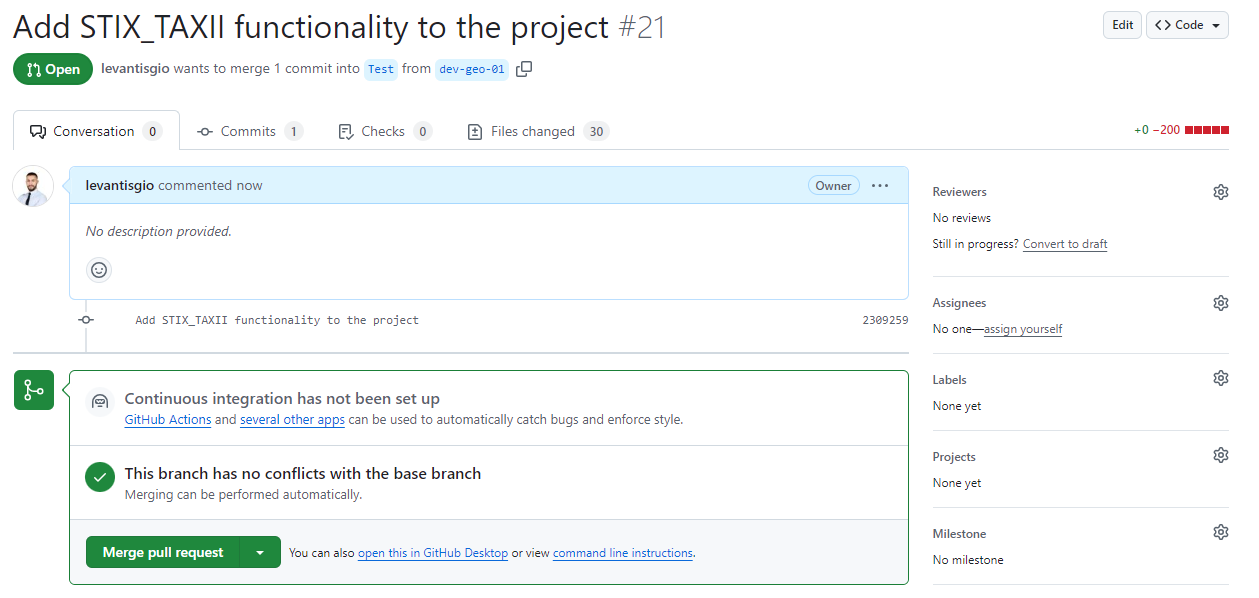 Add STIX_TAXII functionality to the project #21
Edit
<> Code
Open
levantisgio wants to merge 1 commit into Test from dev-geo-01
Conversation 0
Commits 1
Checks 0
Files changed 30
+0 −200
levantisgio commented now
Owner
No description provided.
Add STIX_TAXII functionality to the project
2309259
Continuous integration has not been set up
GitHub Actions and several other apps can be used to automatically catch bugs and enforce style.
This branch has no conflicts with the base branch
Merging can be performed automatically.
Merge pull request
You can also open this in GitHub Desktop or view command line instructions.
Reviewers
No reviews
Still in progress? Convert to draft
Assignees
No one—assign yourself
Labels
None yet
Projects
None yet
Milestone
No milestone